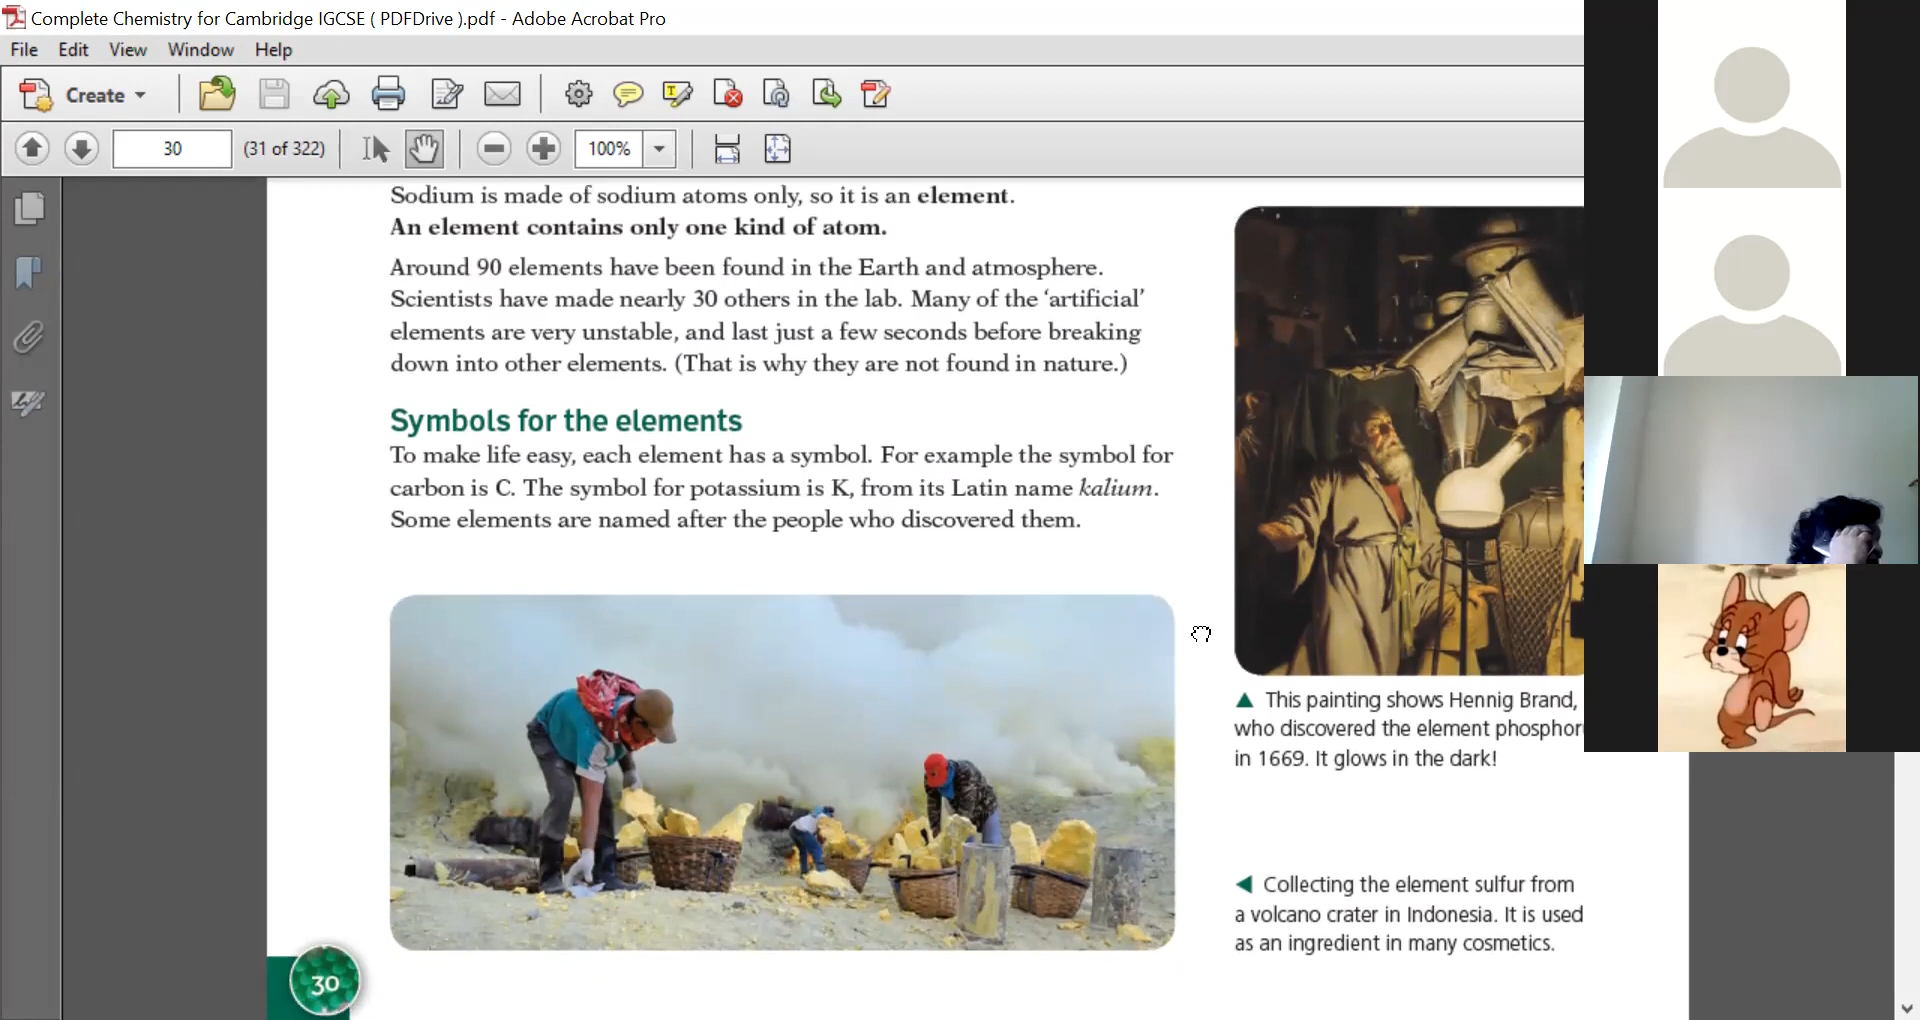 Complete Chemistry for Cambridge IGCSE ( PDFDrive ).pdf - Adobe Acrobat Pro
File Edit View Window Help
Create
30 (31 of 322) 100%
Sodium is made of sodium atoms only, so it is an element.
An element contains only one kind of atom.
Around 90 elements have been found in the Earth and atmosphere.
Scientists have made nearly 30 others in the lab. Many of the ‘artificial’
elements are very unstable, and last just a few seconds before breaking
down into other elements. (That is why they are not found in nature.)
Symbols for the elements
To make life easy, each element has a symbol. For example the symbol for
carbon is C. The symbol for potassium is K, from its Latin name kalium.
Some elements are named after the people who discovered them.
This painting shows Hennig Brand,
who discovered the element phosphor
in 1669. It glows in the dark!
Collecting the element sulfur from
a volcano crater in Indonesia. It is used
as an ingredient in many cosmetics.
30